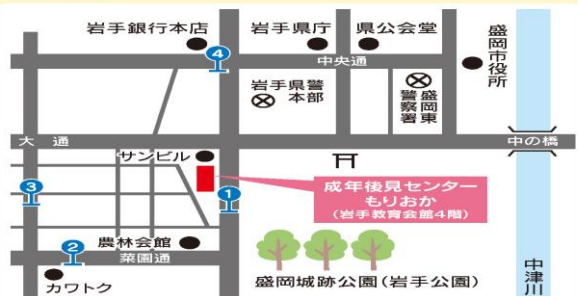 岩手銀行本店
岩手県庁
県公会堂
盛岡市役所
4
中央通
岩手県警
本部
盛岡東
警察署
大通
中の橋
サンビル
成年後見センター
もりおか
(岩手教育会館4階)
3
1
2
農林会館
菜園通
カワトク
盛岡城跡公園(岩手公園)
中津川